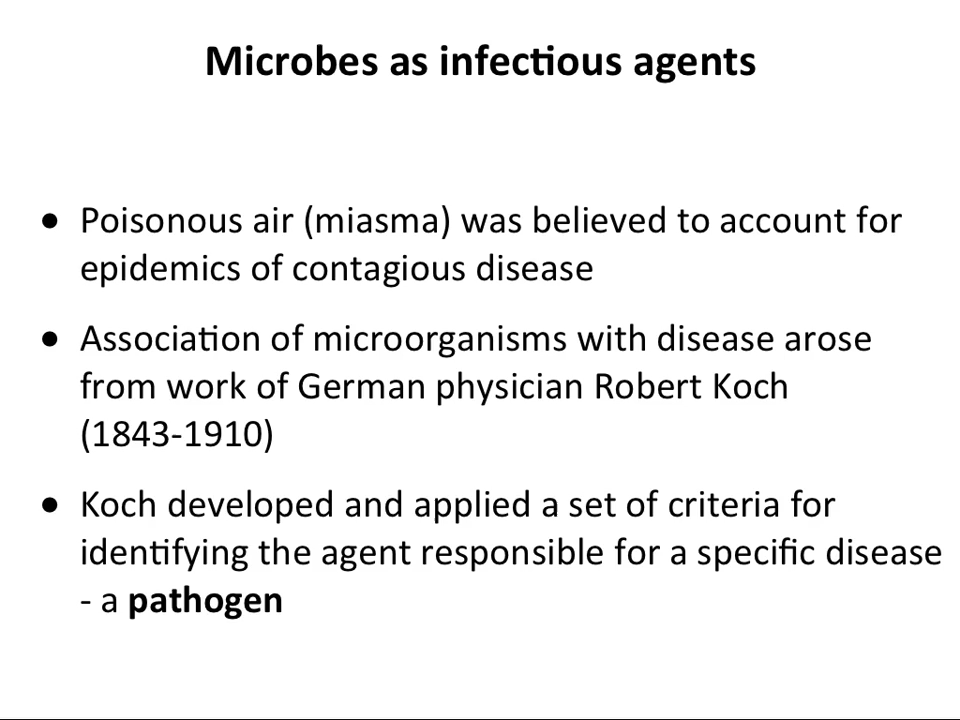 Microbes as infectious agents
• Poisonous air (miasma) was believed to account for
epidemics of contagious disease
• Association of microorganisms with disease arose
from work of German physician Robert Koch
(1843-1910)
• Koch developed and applied a set of criteria for
identifying the agent responsible for a specific disease
- a pathogen